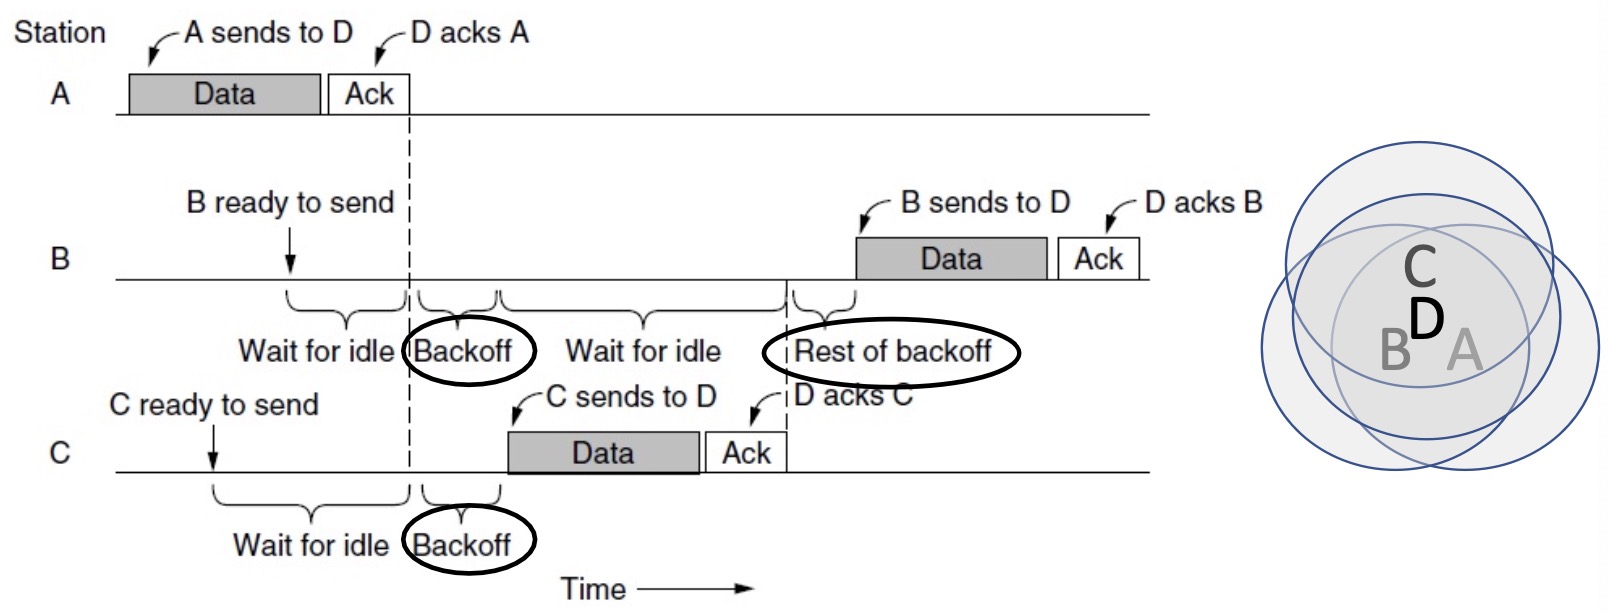 Station
A sends to D
D acks A
A
Data
Ack
B ready to send
B sends to D
D acks B
B
Data
Ack
Wait for idle
Backoff
Wait for idle
Rest of backoff
C ready to send
C sends to D
D acks C
C
Data
Ack
Wait for idle
Backoff
Time
C
D
B A